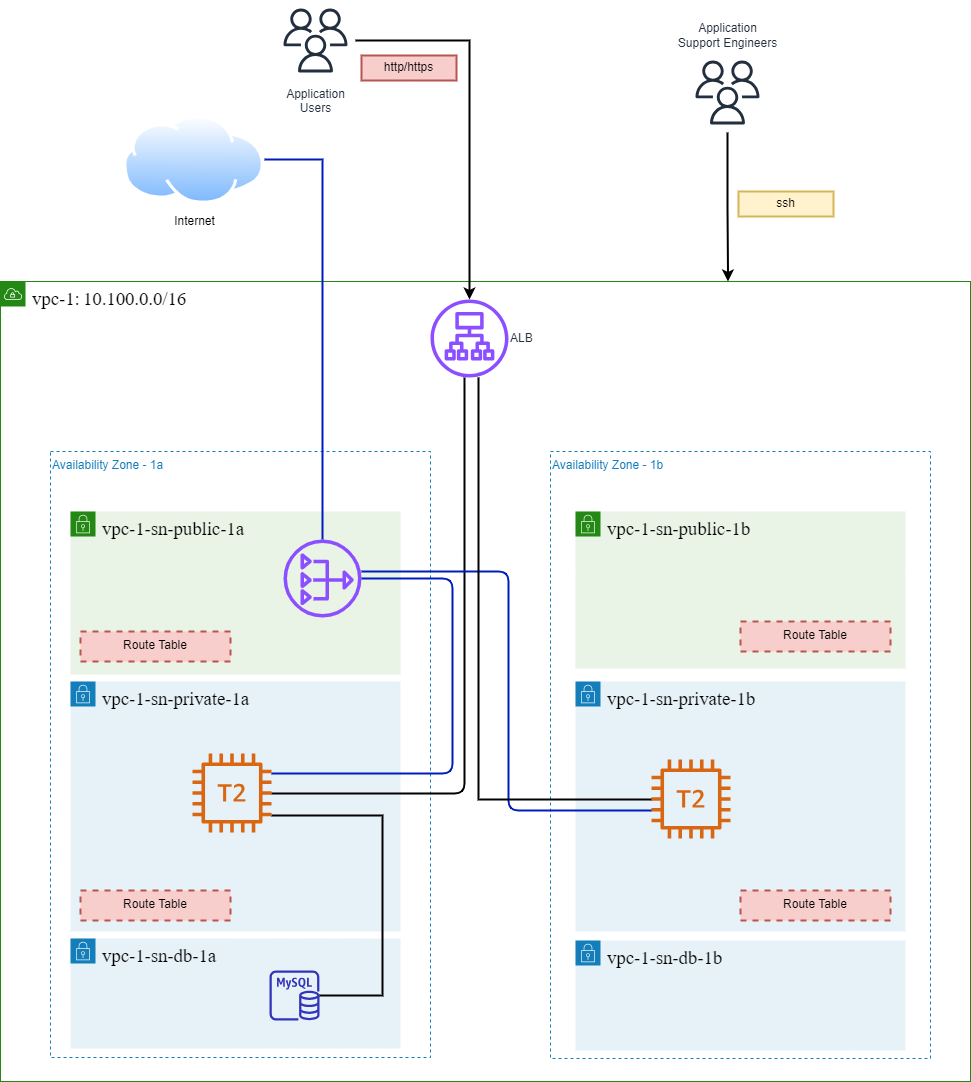 Application
Support Engineers
http/https
Application
Users
ssh
Internet
vpc-1: 10.100.0.0/16
ALB
Availability Zone - 1a
Availability Zone - 1b
vpc-1-sn-public-1a
vpc-1-sn-public-1b
Route Table
Route Table
vpc-1-sn-private-1a
vpc-1-sn-private-1b
T2
T2
Route Table
Route Table
vpc-1-sn-db-1a
vpc-1-sn-db-1b
MySQL